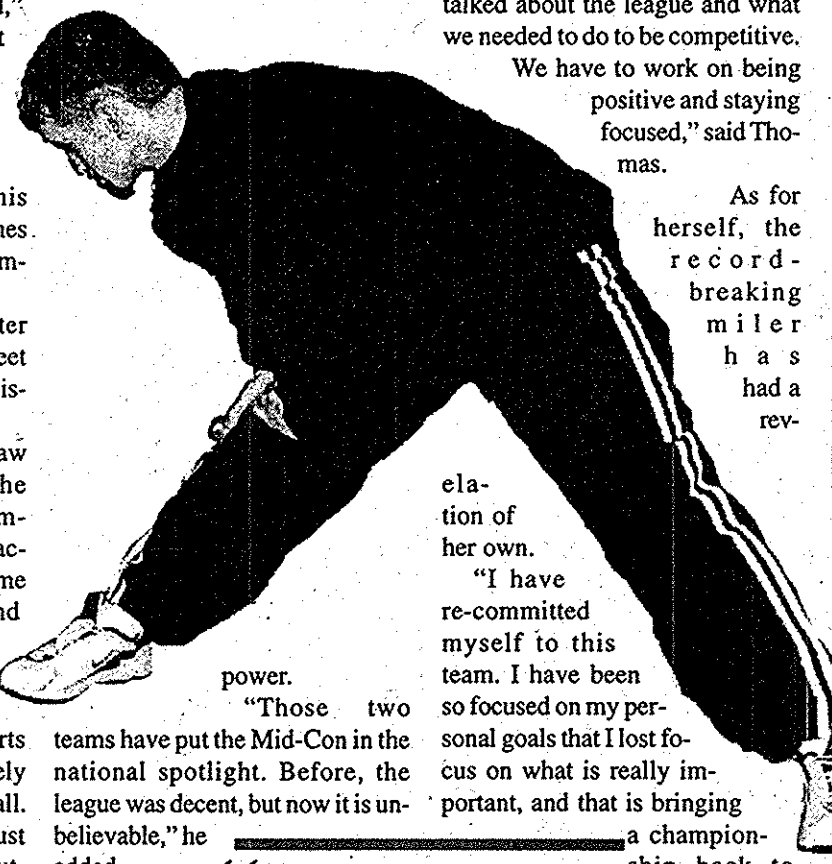 ,"
t
his
nes
m-
ter
eet
is-
aw
he
m-
ac-
me
nd
rts
ely
all.
ust
power.
"Those two
teams have put the Mid-Con in the
national spotlight. Before, the
league was decent, but now it is un-
believable," he
added.
talked about the league and what
we needed to do to be competitive.
We have to work on being
positive and staying
focused," said Tho-
mas.
As for
herself, the
record-
breaking
miler
has
had a
rev-
ela-
tion of
her own.
"I have
re-committed
myself to this
team. I have been
so focused on my per-
sonal goals that I lost fo-
cus on what is really im-
portant, and that is bringing
a champion-
ship back to